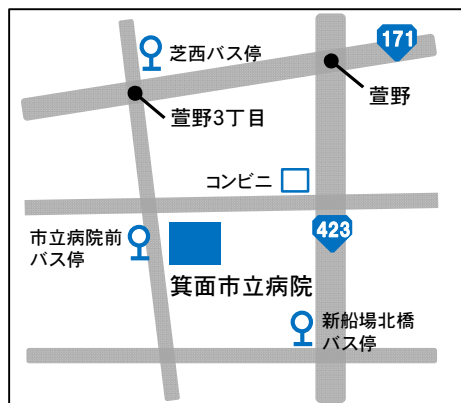 171
芝西バス停
萱野
萱野3丁目
コンビニ
市立病院前
バス停
423
箕面市立病院
新船場北橋
バス停